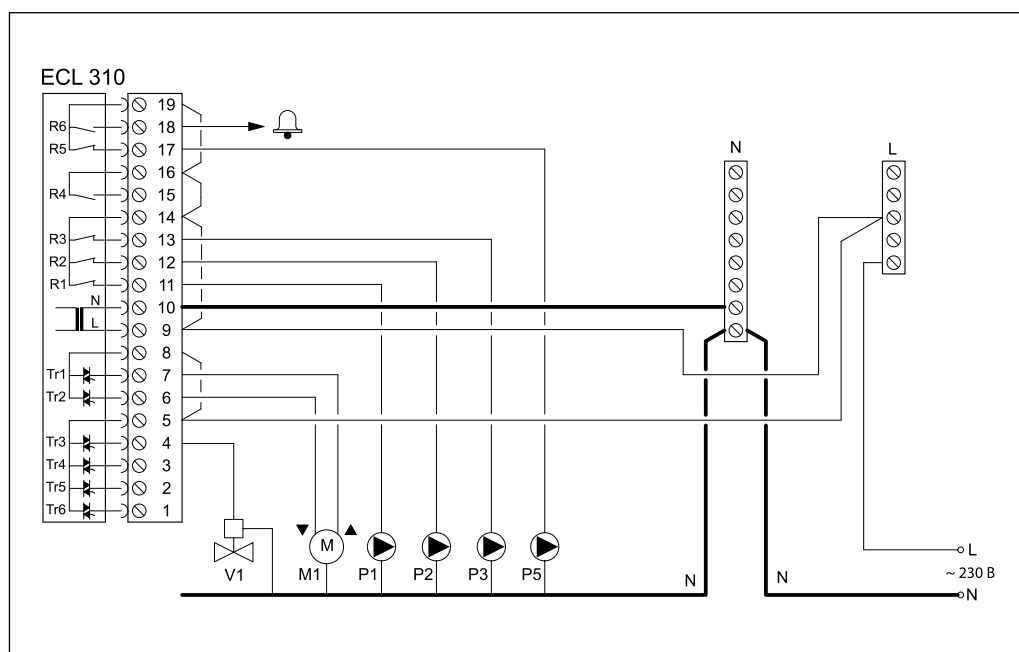 ECL 310
19
R6 18
R5 17
16
R4 15
14
R3 13
R2 12
R1 11
N 10
L 9
8
Tr1 7
Tr2 6
5
Tr3 4
Tr4 3
Tr5 2
Tr6 1
N
L
M
V1 M1 P1 P2 P3 P5
N N
L
~ 230 В
N